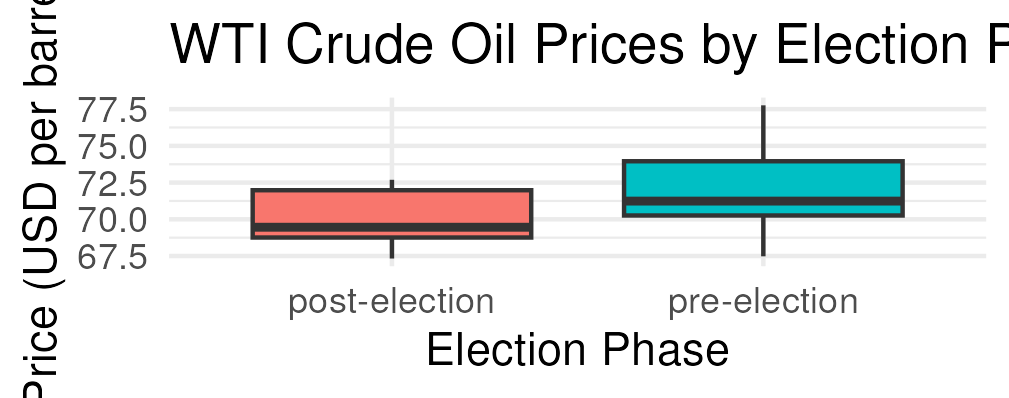 WTI Crude Oil Prices by Election P
Price (USD per barre
77.5
75.0
72.5
70.0
67.5
post-election
pre-election
Election Phase